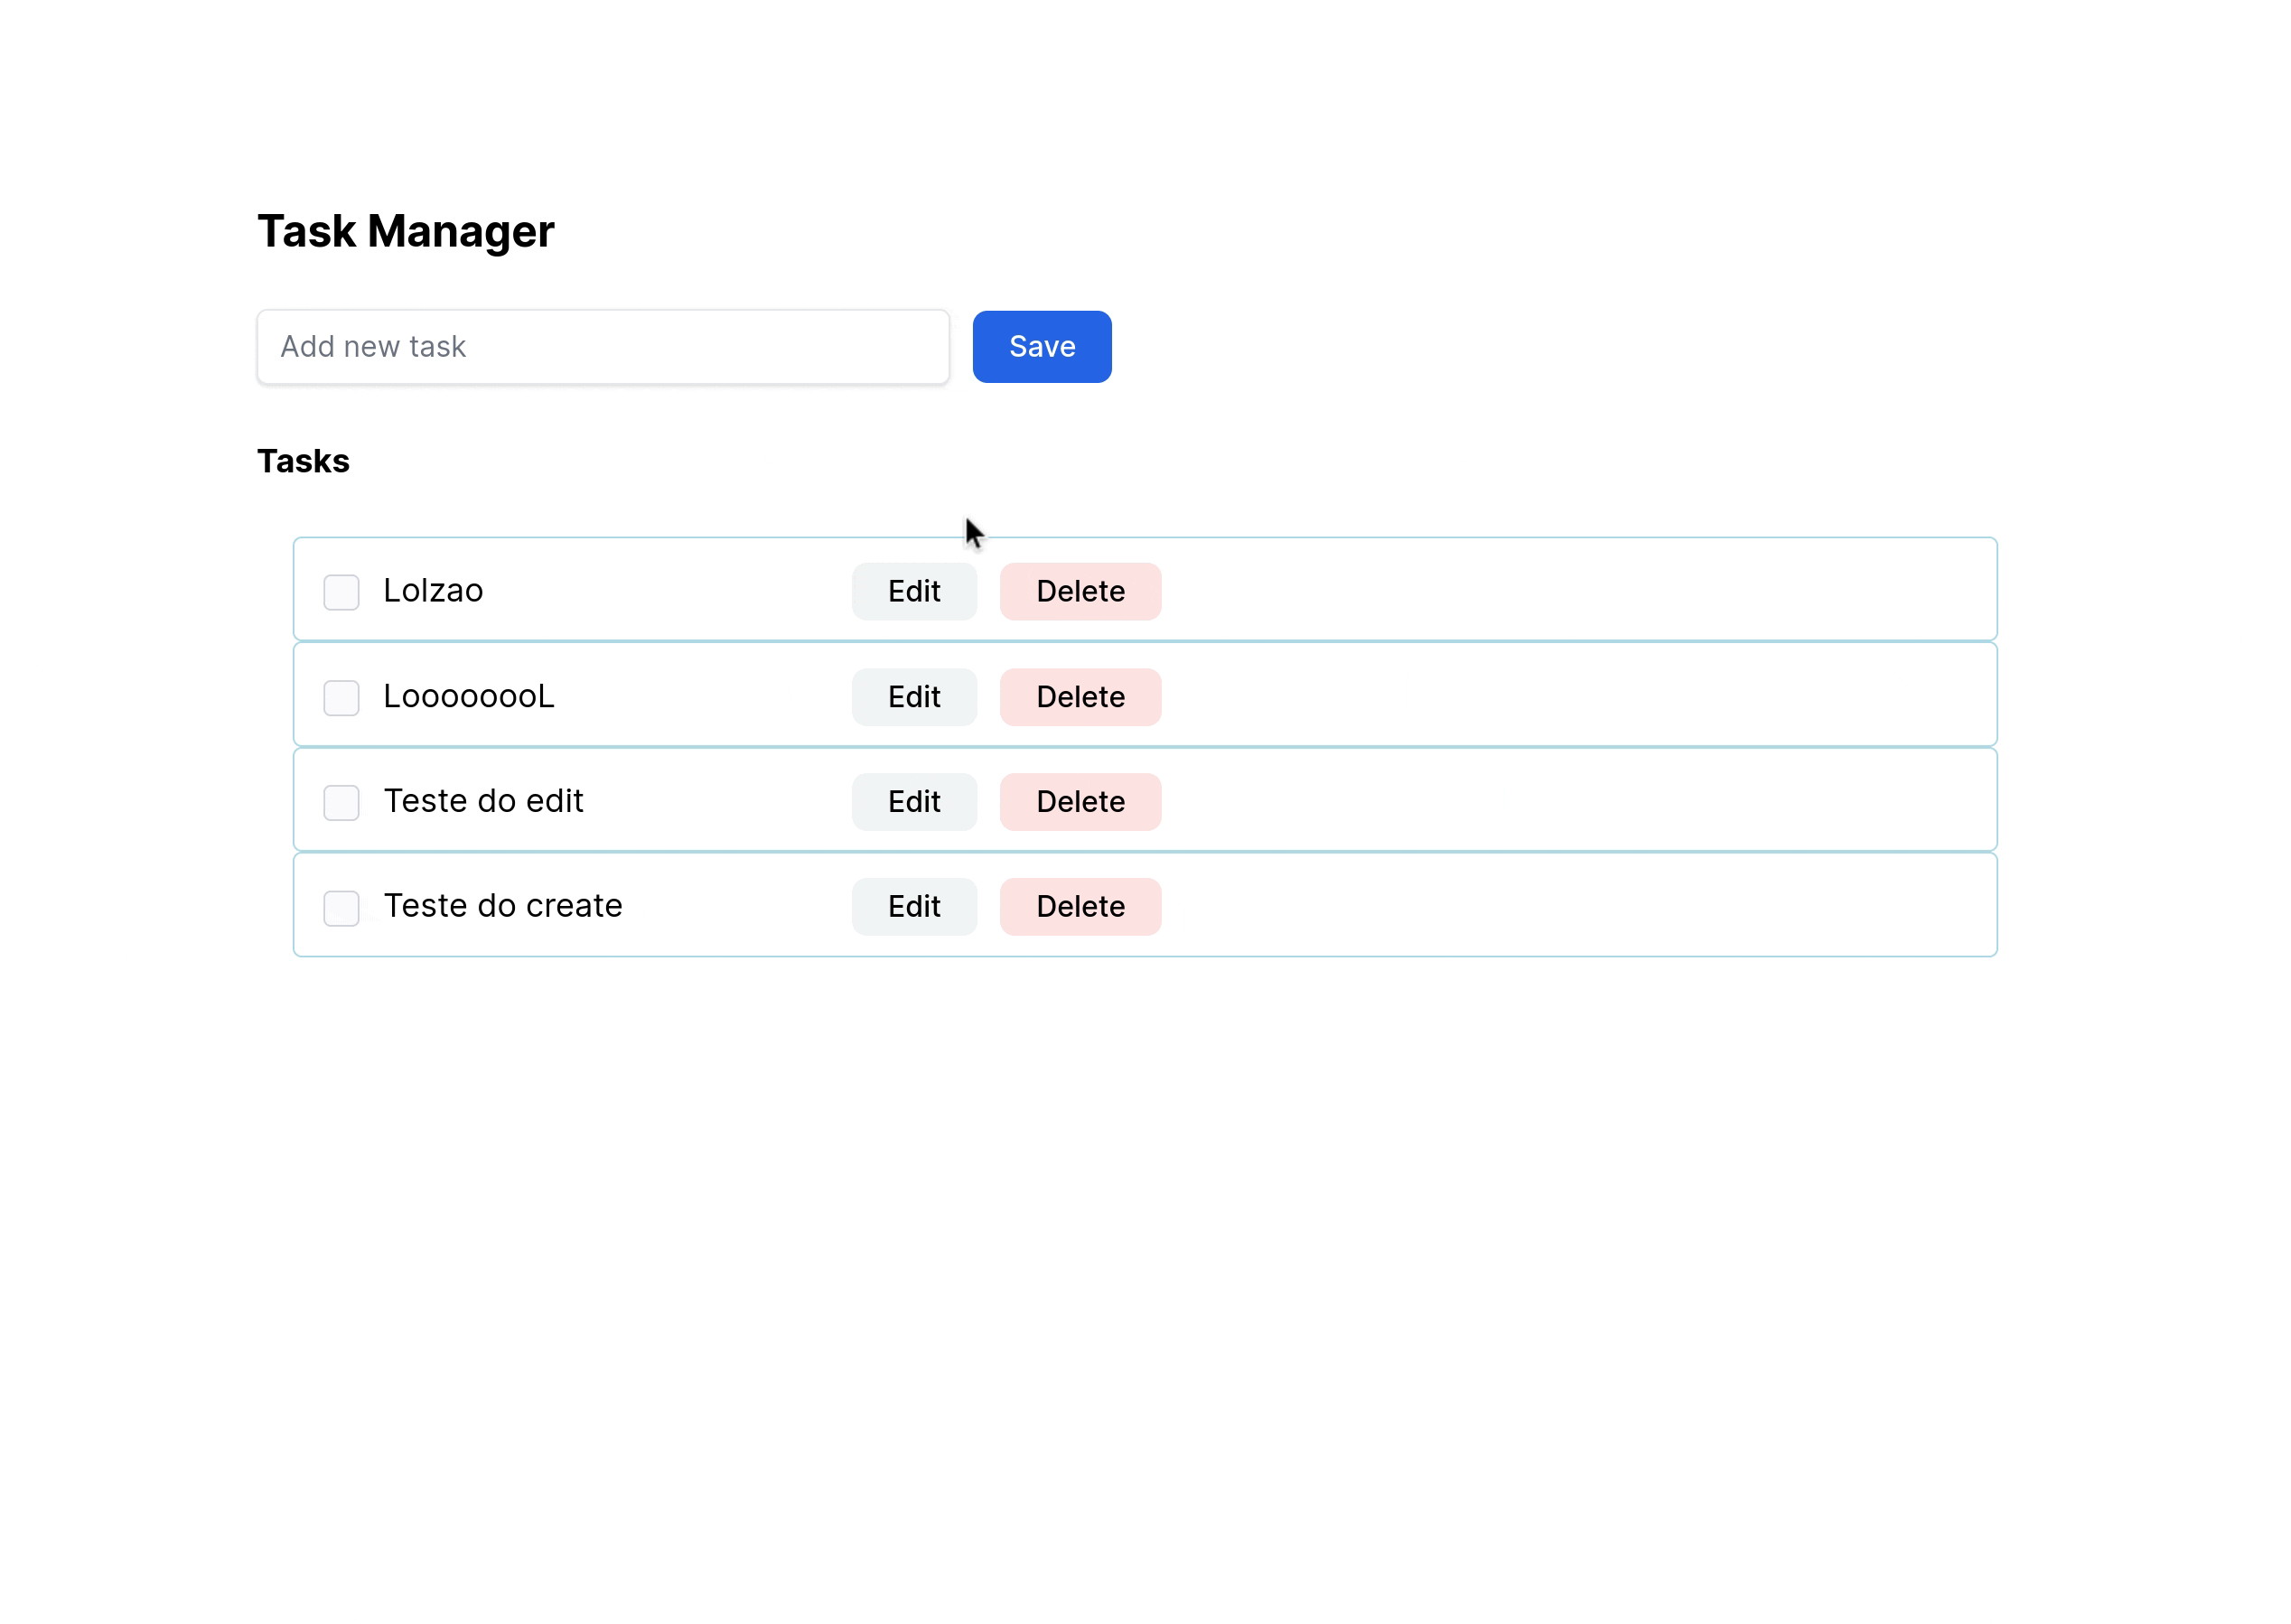 Task Manager
Add new task Save
Tasks
Lolzao Edit Delete
LoooooooL Edit Delete
Teste do edit Edit Delete
Teste do create Edit Delete